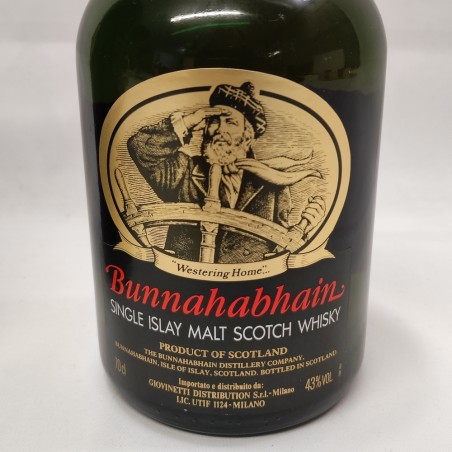 "Westering Home"...
Bunnahabhain
SINGLE ISLAY MALT SCOTCH WHISKY
PRODUCT OF SCOTLAND
THE BUNNAHABHAIN DISTILLERY COMPANY.
BUNNAHABHAIN, ISLE OF ISLAY, SCOTLAND. BOTTLED IN SCOTLAND.
70cl
Importato e distribuito da:
GIOVINETTI DISTRIBUTION S.r.l. - Milano
LIC. UTIF 1124 - MILANO
43% VOL.